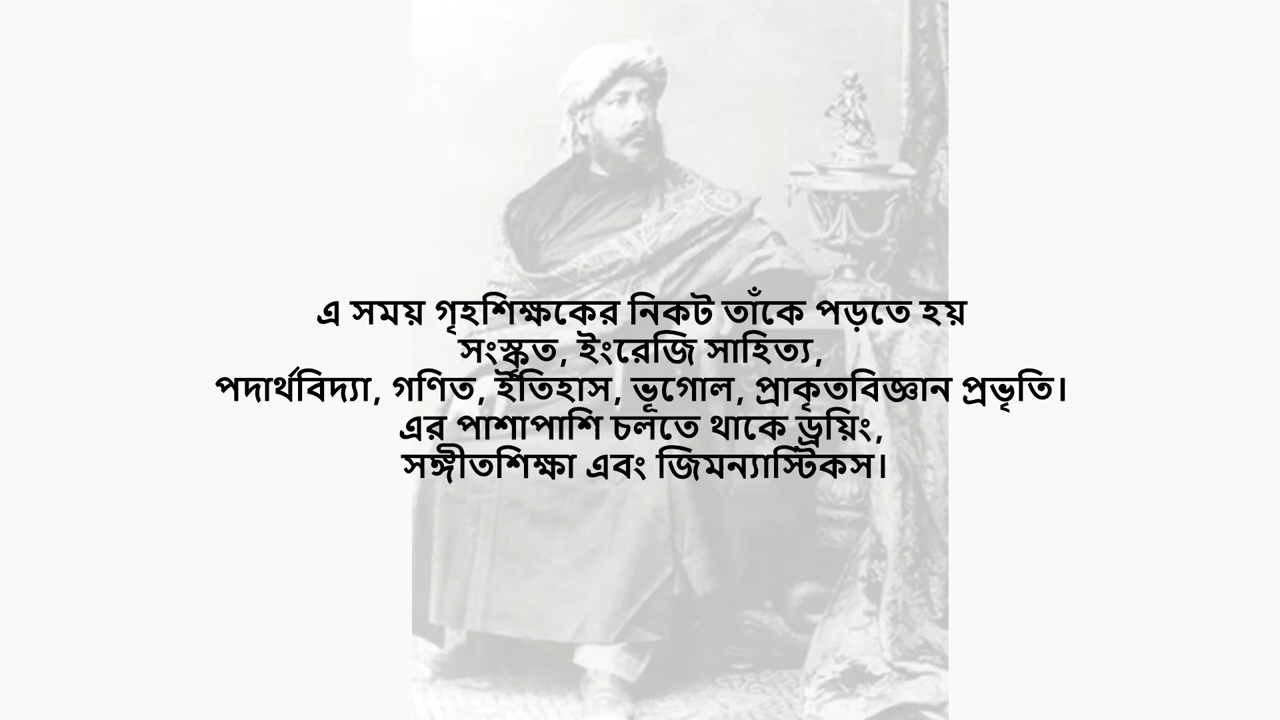 এ সময় গৃহশিক্ষকের নিকট তাঁকে পড়তে হয়
সংস্কৃত, ইংরেজি সাহিত্য,
পদার্থবিদ্যা, গণিত, ইতিহাস, ভূগোল, প্রাকৃতবিজ্ঞান প্রভৃতি।
এর পাশাপাশি চলতে থাকে ড্রয়িং,
সঙ্গীতশিক্ষা এবং জিমন্যাস্টিকস।